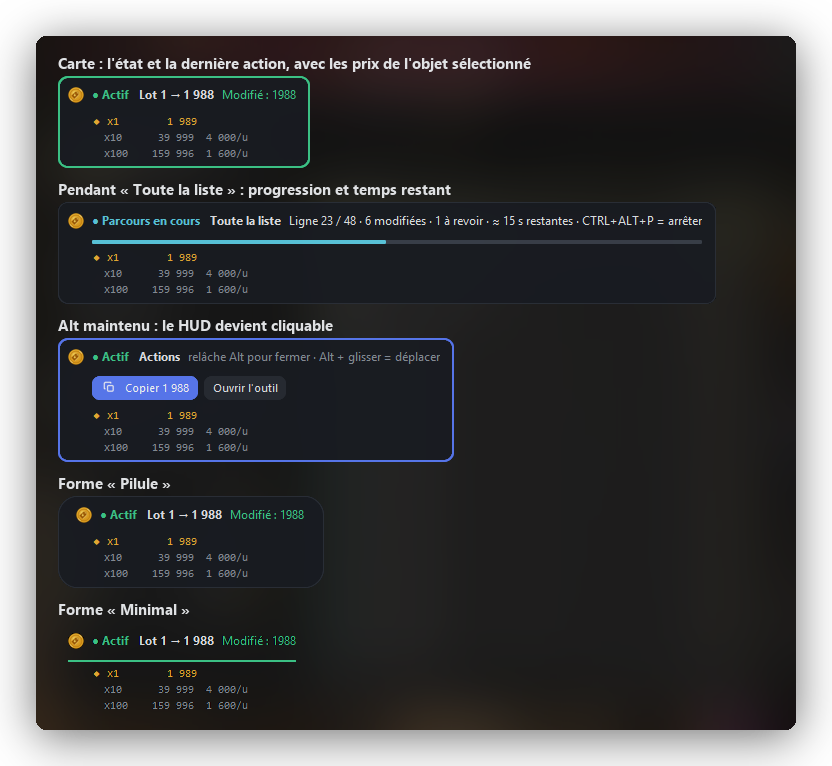 Carte : l'état et la dernière action, avec les prix de l'objet sélectionné
● Actif Lot 1 → 1 988 Modifié : 1988
◆ x1 1 989
x10 39 999 4 000/u
x100 159 996 1 600/u
Pendant « Toute la liste » : progression et temps restant
● Parcours en cours Toute la liste Ligne 23 / 48 · 6 modifiées · 1 à revoir · ≈ 15 s restantes · CTRL+ALT+P = arrêter
◆ x1 1 989
x10 39 999 4 000/u
x100 159 996 1 600/u
Alt maintenu : le HUD devient cliquable
● Actif Actions relâche Alt pour fermer · Alt + glisser = déplacer
Copier 1 988 Ouvrir l'outil
◆ x1 1 989
x10 39 999 4 000/u
x100 159 996 1 600/u
Forme « Pilule »
● Actif Lot 1 → 1 988 Modifié : 1988
◆ x1 1 989
x10 39 999 4 000/u
x100 159 996 1 600/u
Forme « Minimal »
● Actif Lot 1 → 1 988 Modifié : 1988
◆ x1 1 989
x10 39 999 4 000/u
x100 159 996 1 600/u